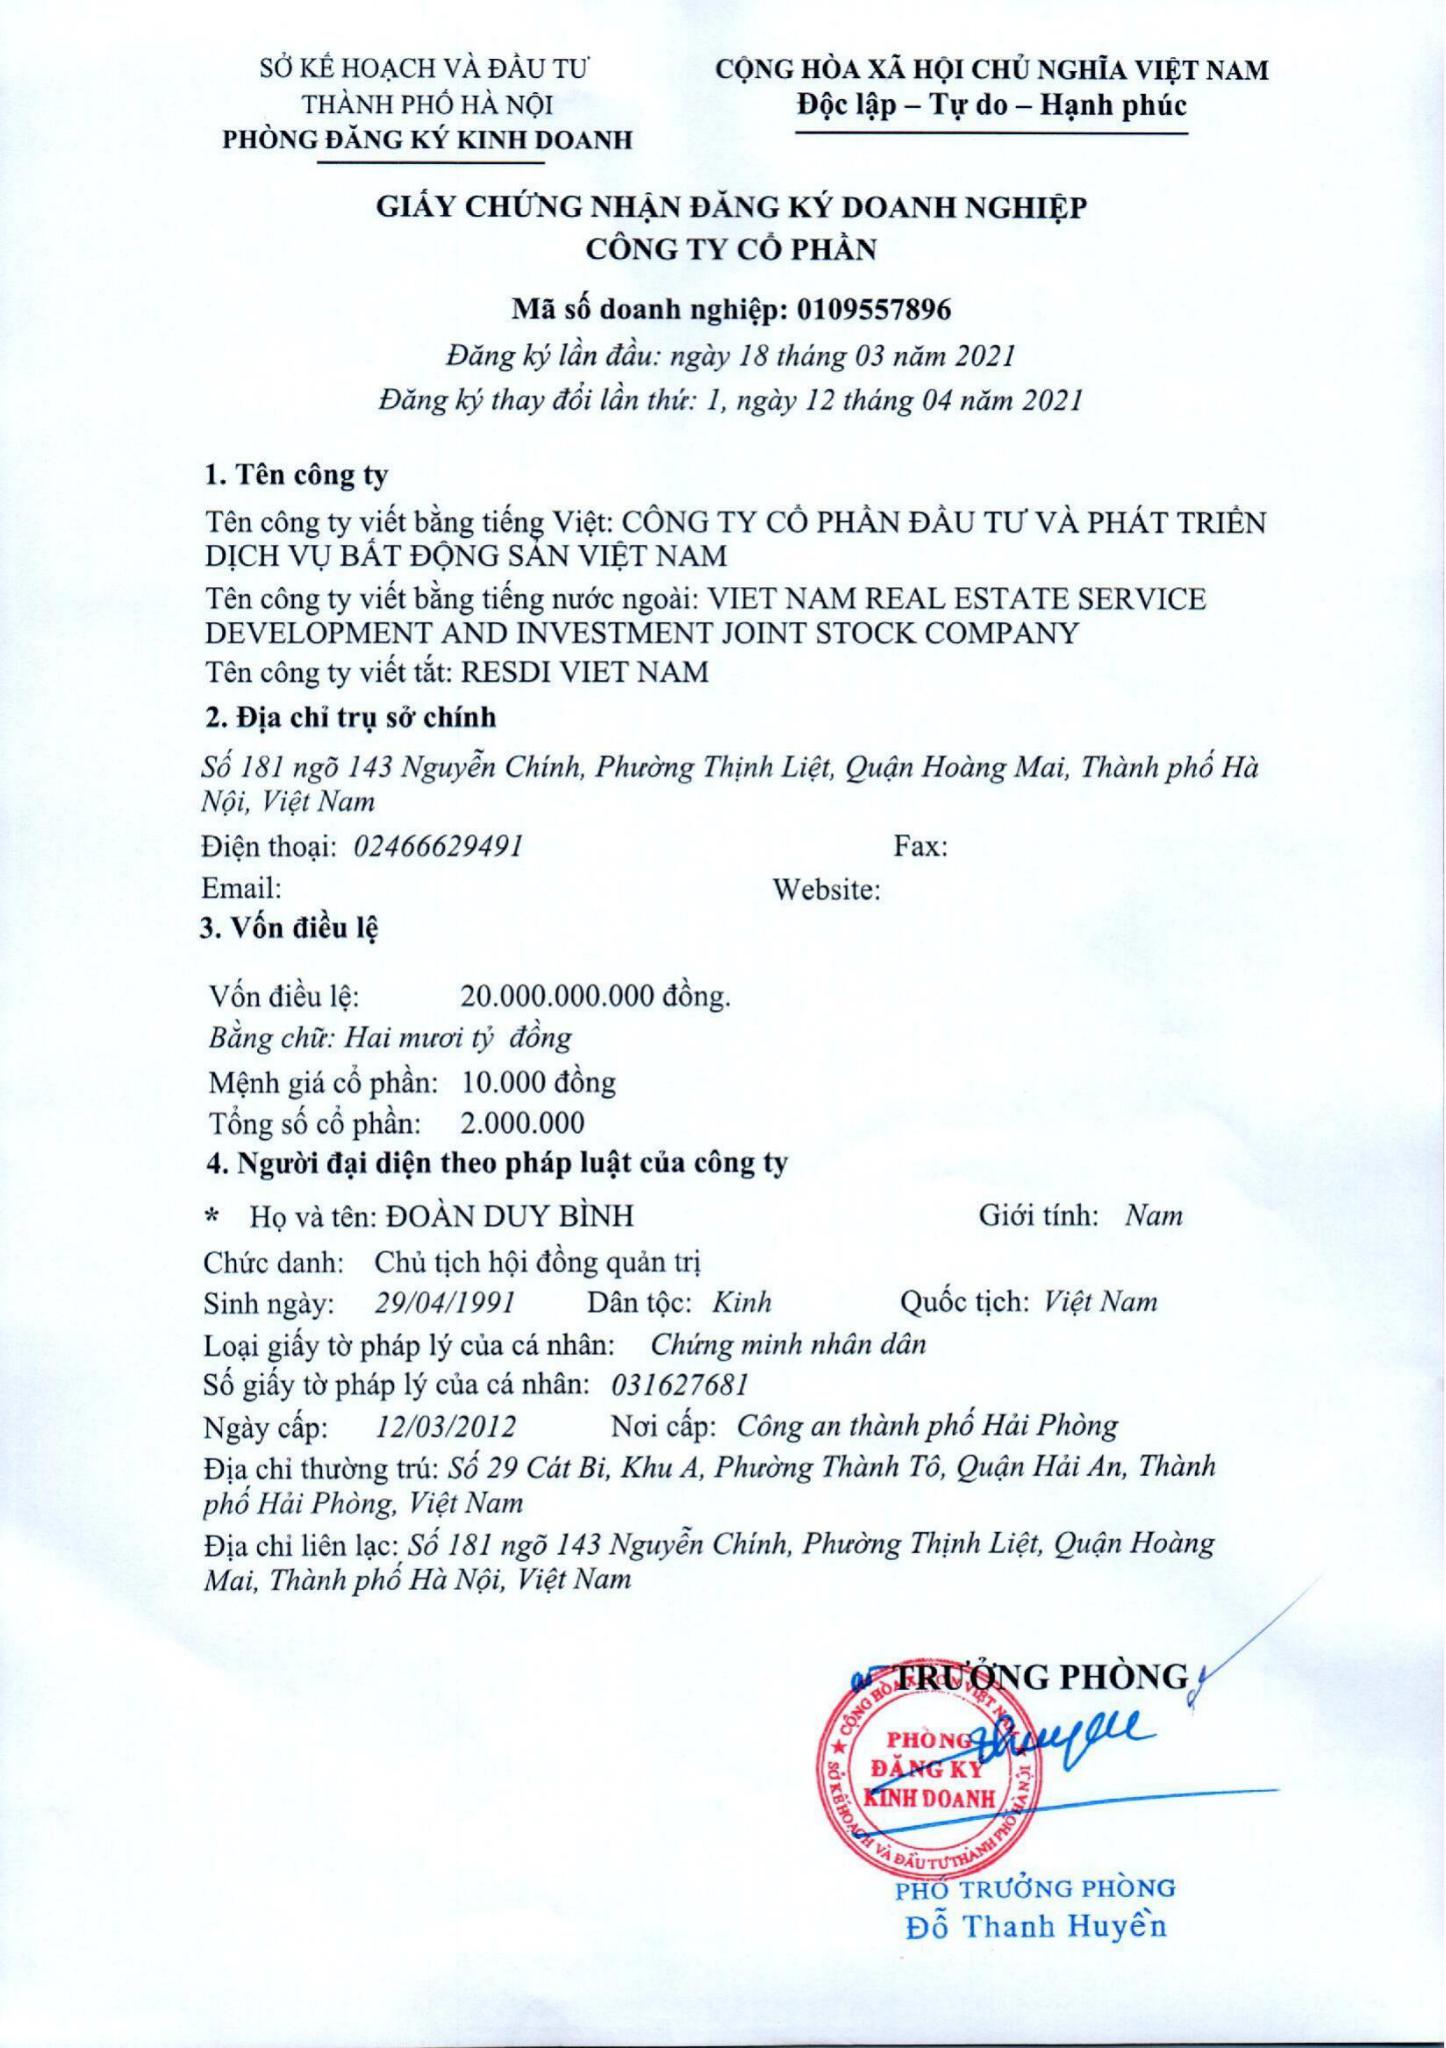 SỞ KẾ HOẠCH VÀ ĐẦU TƯ
THÀNH PHỐ HÀ NỘI
PHÒNG ĐĂNG KÝ KINH DOANH
CỘNG HÒA XÃ HỘI CHỦ NGHĨA VIỆT NAM
Độc lập – Tự do – Hạnh phúc
GIẤY CHỨNG NHẬN ĐĂNG KÝ DOANH NGHIỆP
CÔNG TY CỔ PHẦN
Mã số doanh nghiệp: 0109557896
Đăng ký lần đầu: ngày 18 tháng 03 năm 2021
Đăng ký thay đổi lần thứ: 1, ngày 12 tháng 04 năm 2021
1. Tên công ty
Tên công ty viết bằng tiếng Việt: CÔNG TY CỔ PHẦN ĐẦU TƯ VÀ PHÁT TRIỂN
DỊCH VỤ BẤT ĐỘNG SẢN VIỆT NAM
Tên công ty viết bằng tiếng nước ngoài: VIET NAM REAL ESTATE SERVICE
DEVELOPMENT AND INVESTMENT JOINT STOCK COMPANY
Tên công ty viết tắt: RESDI VIET NAM
2. Địa chỉ trụ sở chính
Số 181 ngõ 143 Nguyễn Chính, Phường Thịnh Liệt, Quận Hoàng Mai, Thành phố Hà
Nội, Việt Nam
Điện thoại: 02466629491 Fax:
Email: Website:
3. Vốn điều lệ
Vốn điều lệ: 20.000.000.000 đồng.
Bằng chữ: Hai mươi tỷ đồng
Mệnh giá cổ phần: 10.000 đồng
Tổng số cổ phần: 2.000.000
4. Người đại diện theo pháp luật của công ty
* Họ và tên: ĐOÀN DUY BÌNH Giới tính: Nam
Chức danh: Chủ tịch hội đồng quản trị
Sinh ngày: 29/04/1991 Dân tộc: Kinh Quốc tịch: Việt Nam
Loại giấy tờ pháp lý của cá nhân: Chứng minh nhân dân
Số giấy tờ pháp lý của cá nhân: 031627681
Ngày cấp: 12/03/2012 Nơi cấp: Công an thành phố Hải Phòng
Địa chỉ thường trú: Số 29 Cát Bi, Khu A, Phường Thành Tô, Quận Hải An, Thành
phố Hải Phòng, Việt Nam
Địa chỉ liên lạc: Số 181 ngõ 143 Nguyễn Chính, Phường Thịnh Liệt, Quận Hoàng
Mai, Thành phố Hà Nội, Việt Nam
TRƯỞNG PHÒNG
PHÒNG
ĐĂNG KÝ
KINH DOANH
SỞ KẾ HOẠCH VÀ ĐẦU TƯ THÀNH PHỐ HÀ NỘI
PHÓ TRƯỞNG PHÒNG
Đỗ Thanh Huyền